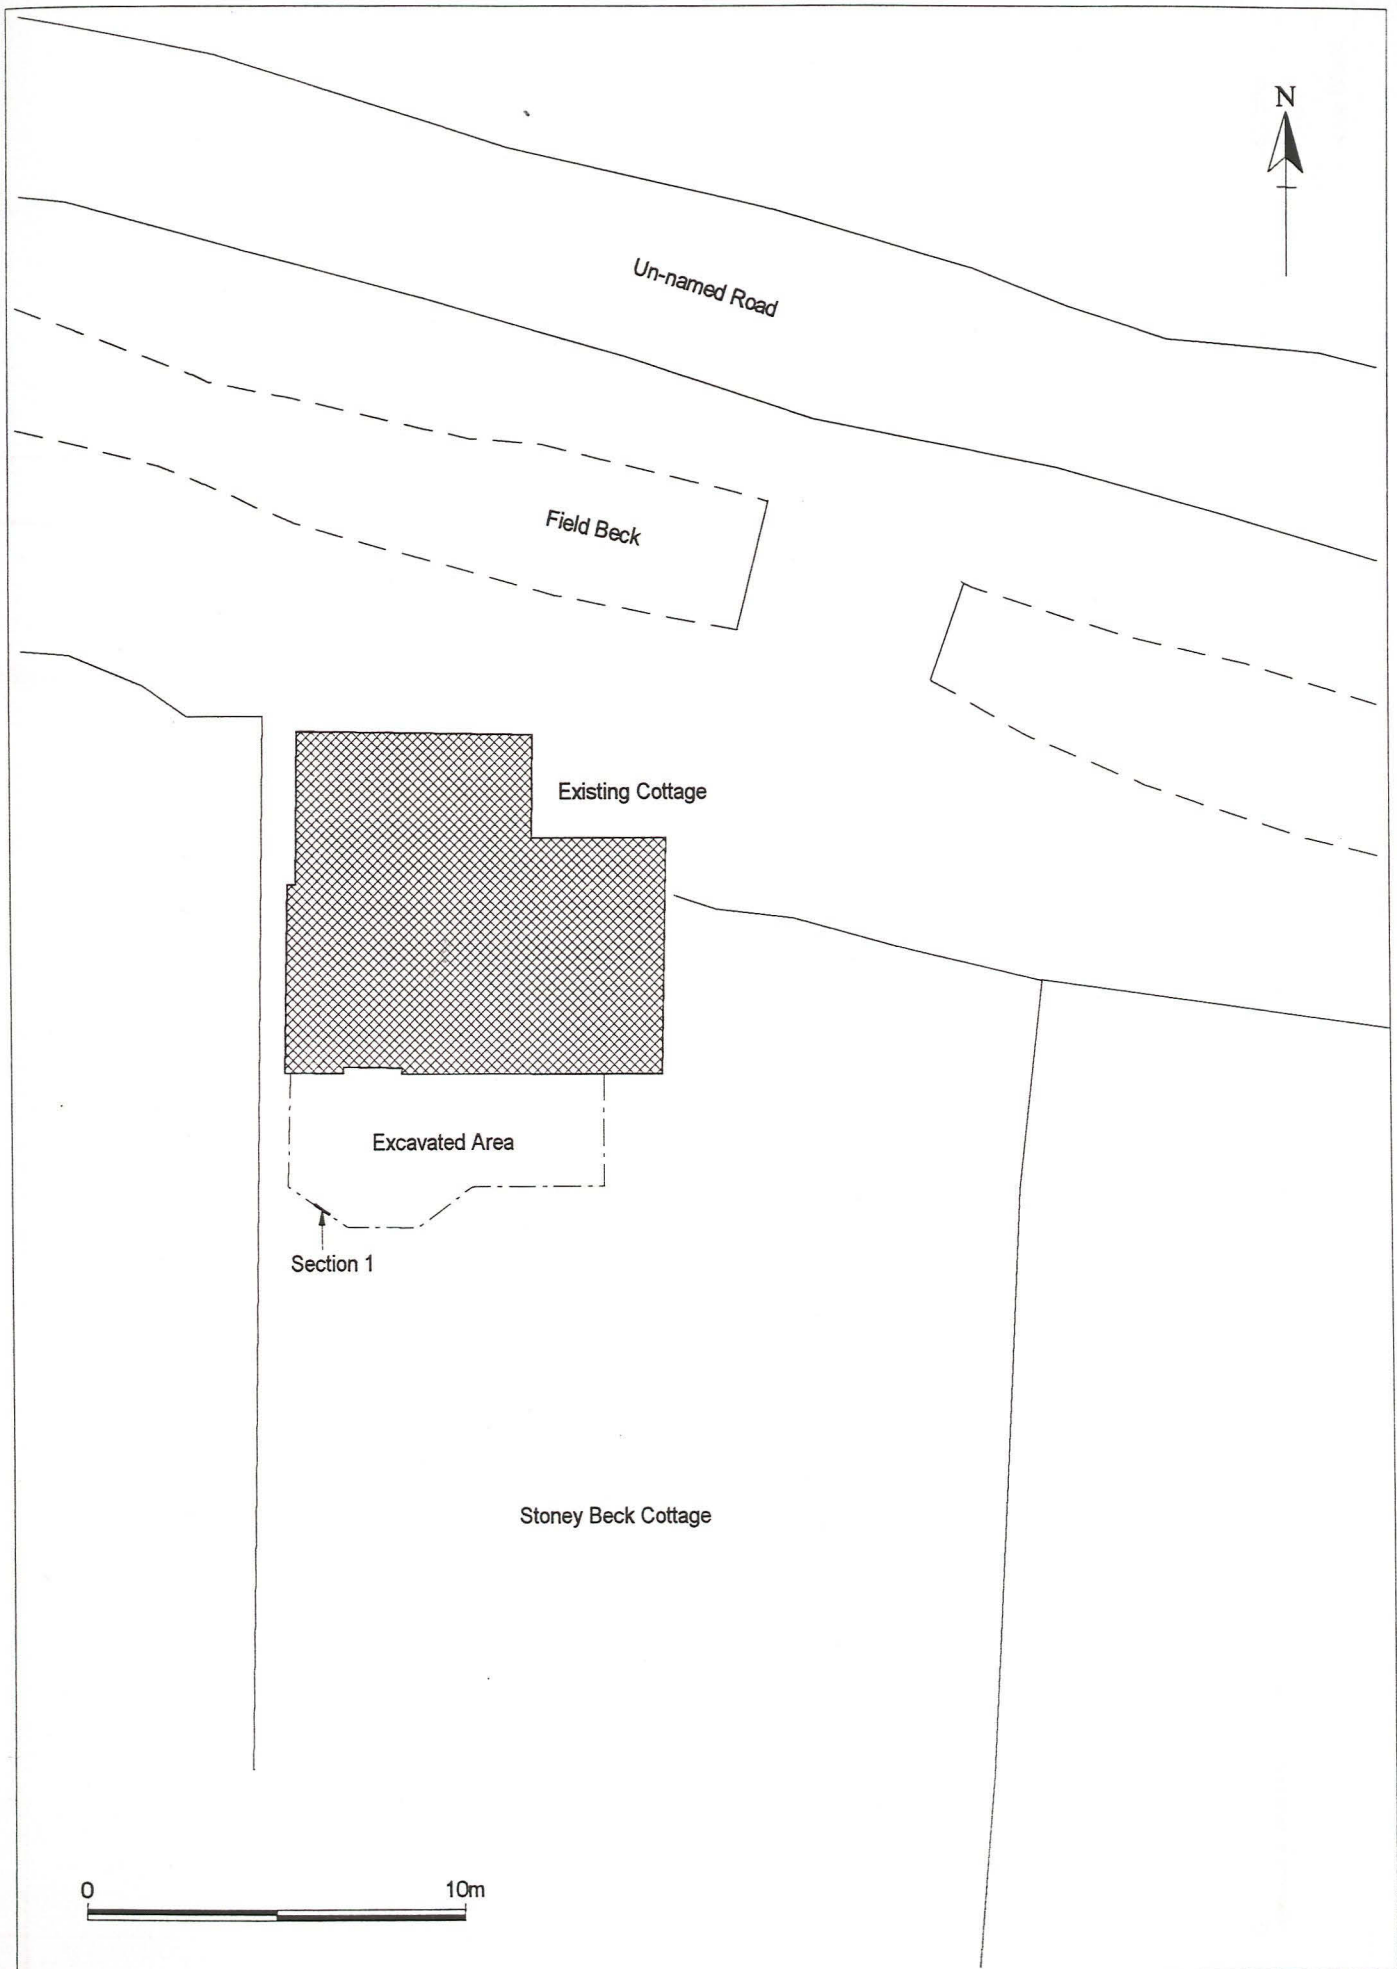 N
Un-named Road
Field Beck
Existing Cottage
Excavated Area
Section 1
Stoney Beck Cottage
0 10m